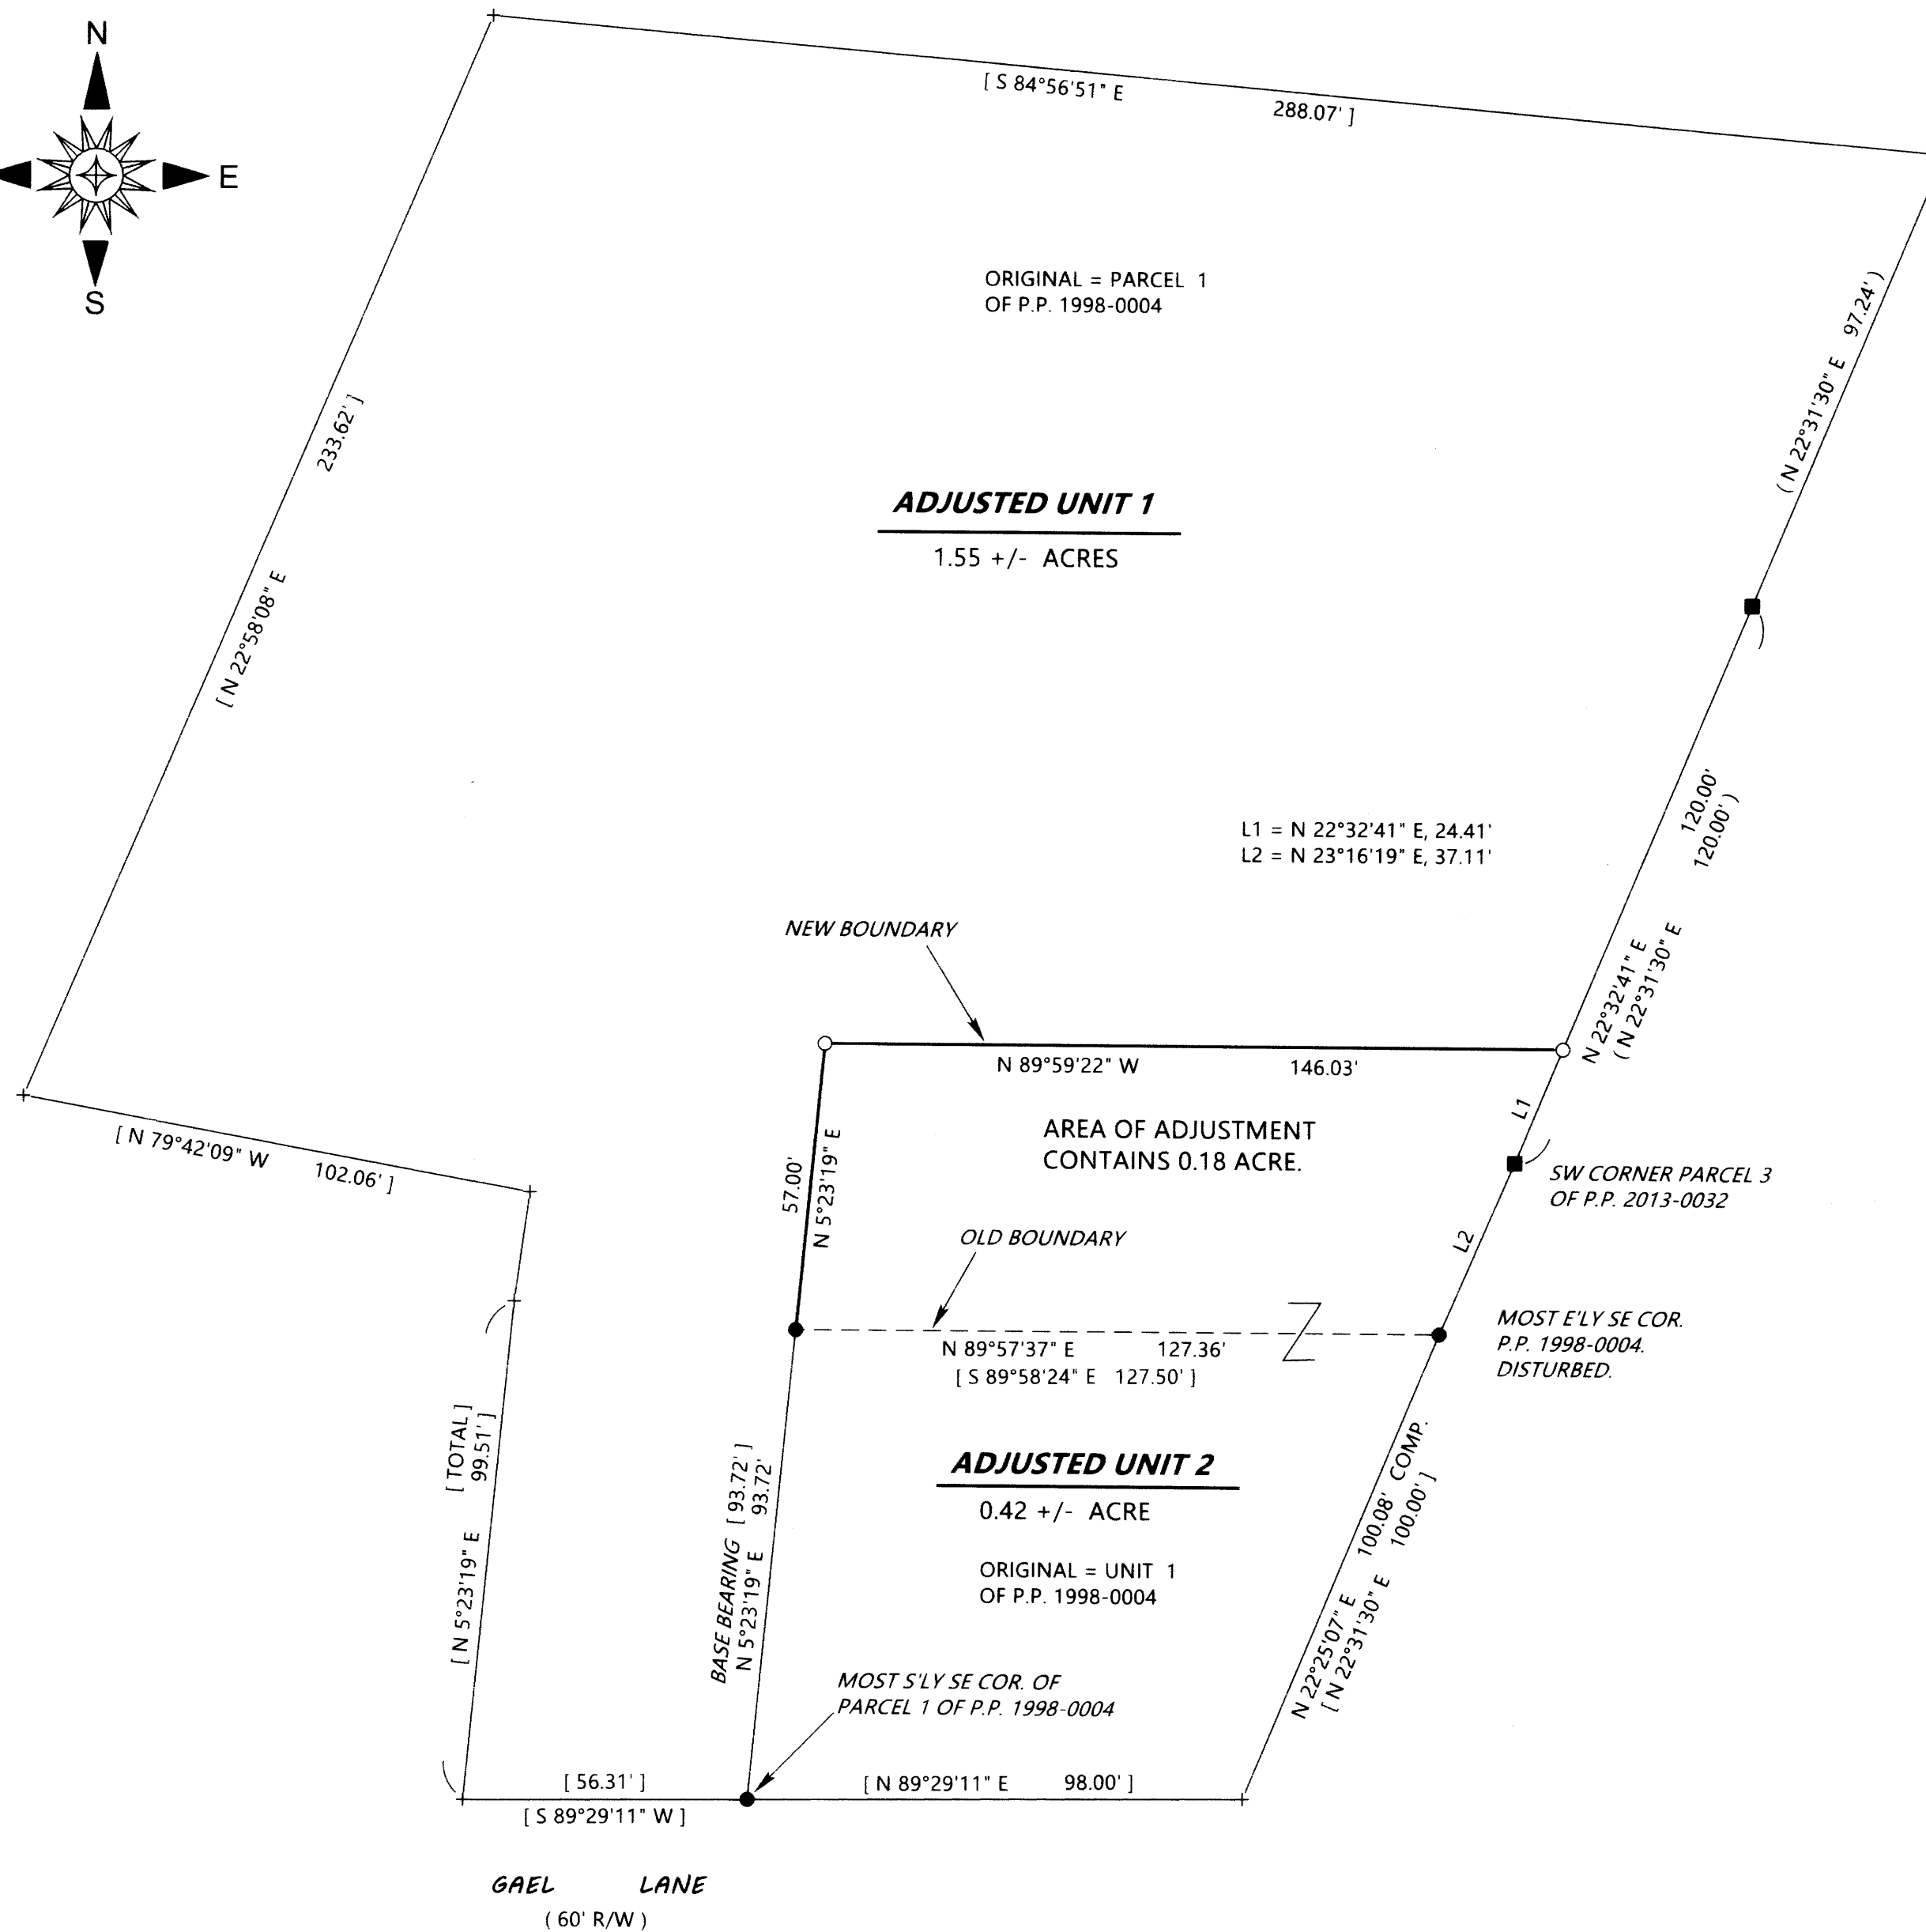 N
E
S
[ S 84°56'51" E 288.07' ]
ORIGINAL = PARCEL 1
OF P.P. 1998-0004
( N 22°31'30" E 97.24' )
233.62' ]
[ N 22°58'08" E
ADJUSTED UNIT 1
1.55 +/- ACRES
120.00'
120.00' )
L1 = N 22°32'41" E, 24.41'
L2 = N 23°16'19" E, 37.11'
NEW BOUNDARY
N 22°32'41" E
( N 22°31'30" E
N 89°59'22" W 146.03'
[ N 79°42'09" W 102.06' ]
57.00'
N 5°23'19" E
AREA OF ADJUSTMENT
CONTAINS 0.18 ACRE.
L1
SW CORNER PARCEL 3
OF P.P. 2013-0032
L2
OLD BOUNDARY
MOST E'LY SE COR.
P.P. 1998-0004.
DISTURBED.
N 89°57'37" E 127.36'
[ S 89°58'24" E 127.50' ]
[ TOTAL ]
[ N 5°23'19" E 99.51' ]
BASE BEARING [ 93.72' ]
N 5°23'19" E 93.72'
ADJUSTED UNIT 2
0.42 +/- ACRE
ORIGINAL = UNIT 1
OF P.P. 1998-0004
N 22°25'07" E 100.08' COMP.
[ N 22°31'30" E 100.00' ]
MOST S'LY SE COR. OF
PARCEL 1 OF P.P. 1998-0004
[ 56.31' ]
[ N 89°29'11" E 98.00' ]
[ S 89°29'11" W ]
GAEL LANE
( 60' R/W )